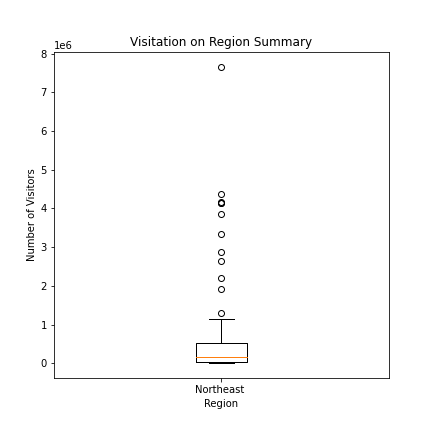 Visitation on Region Summary
1e6
8
7
6
5
4
3
2
1
0
Number of Visitors
Northeast
Region